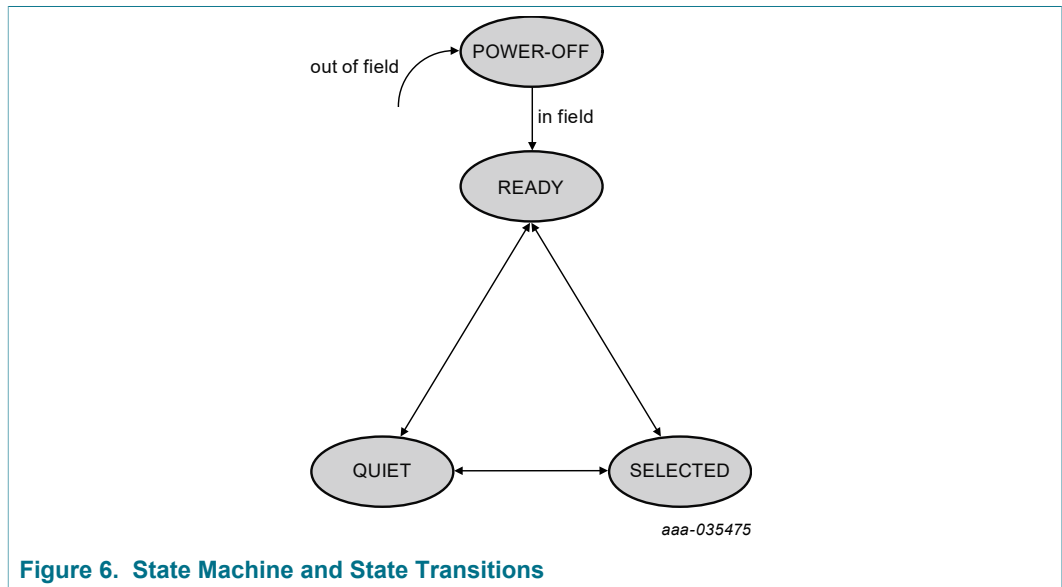 POWER-OFF
out of field
in field
READY
QUIET
SELECTED
aaa-035475
Figure 6. State Machine and State Transitions